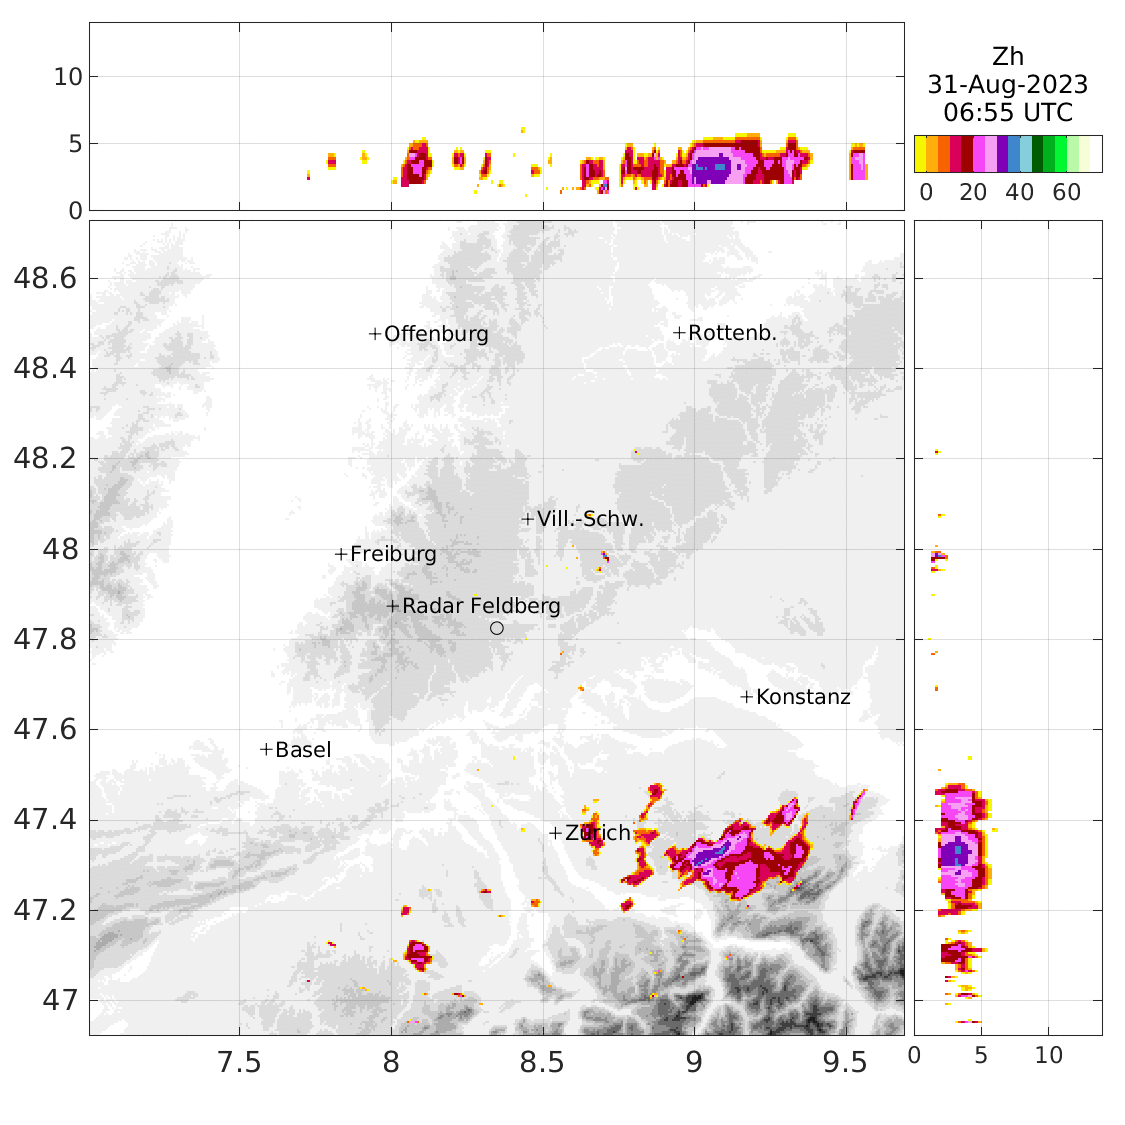 10
5
0
Zh
31-Aug-2023
06:55 UTC
0 20 40 60
48.6
48.4
48.2
48
47.8
47.6
47.4
47.2
47
Offenburg
Rottenb.
Vill.-Schw.
Freiburg
Radar Feldberg
Konstanz
Basel
Zürich
7.5 8 8.5 9 9.5
0 5 10